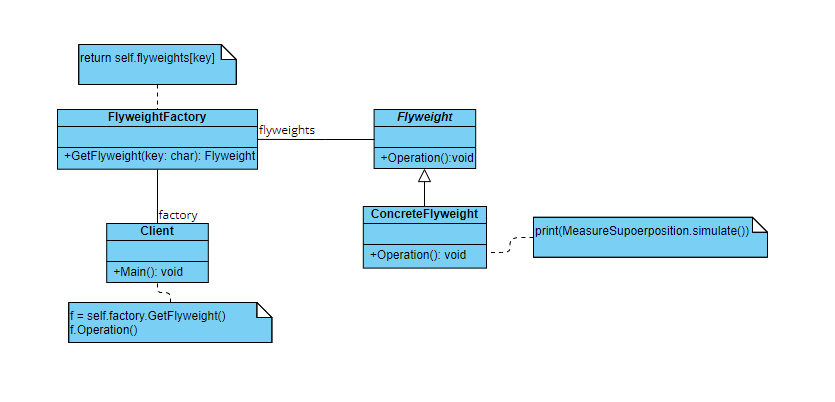 return self.flyweights[key]
FlyweightFactory
+GetFlyweight(key: char): Flyweight
flyweights
Flyweight
+Operation():void
factory
Client
+Main(): void
ConcreteFlyweight
+Operation(): void
print(MeasureSupoerposition.simulate())
f = self.factory.GetFlyweight()
f.Operation()